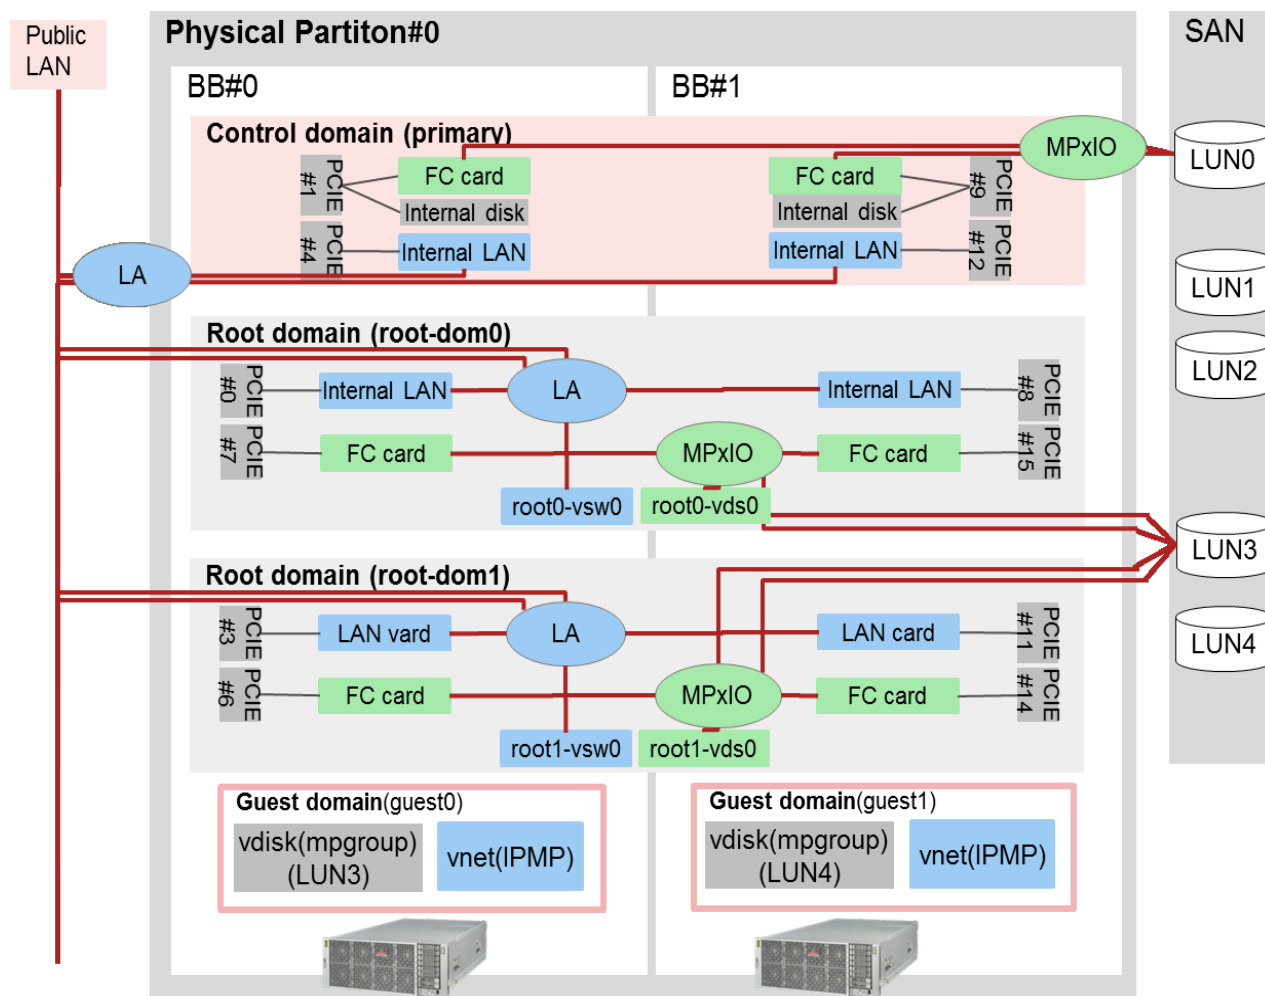 Public
LAN
Physical Partiton#0
SAN
BB#0
BB#1
Control domain (primary)
MPxIO
LUN0
PCIE
#1
FC card
Internal disk
PCIE
#4
Internal LAN
FC card
Internal disk
PCIE
#9
Internal LAN
PCIE
#12
LA
LUN1
Root domain (root-dom0)
LUN2
PCIE
#0
Internal LAN
LA
Internal LAN
PCIE
#8
PCIE
#7
FC card
MPxIO
FC card
PCIE
#15
root0-vsw0
root0-vds0
LUN3
Root domain (root-dom1)
PCIE
#3
LAN vard
LA
LAN card
PCIE
#11
LUN4
PCIE
#6
FC card
MPxIO
FC card
PCIE
#14
root1-vsw0
root1-vds0
Guest domain(guest0)
vdisk(mpgroup)
(LUN3)
vnet(IPMP)
Guest domain(guest1)
vdisk(mpgroup)
(LUN4)
vnet(IPMP)